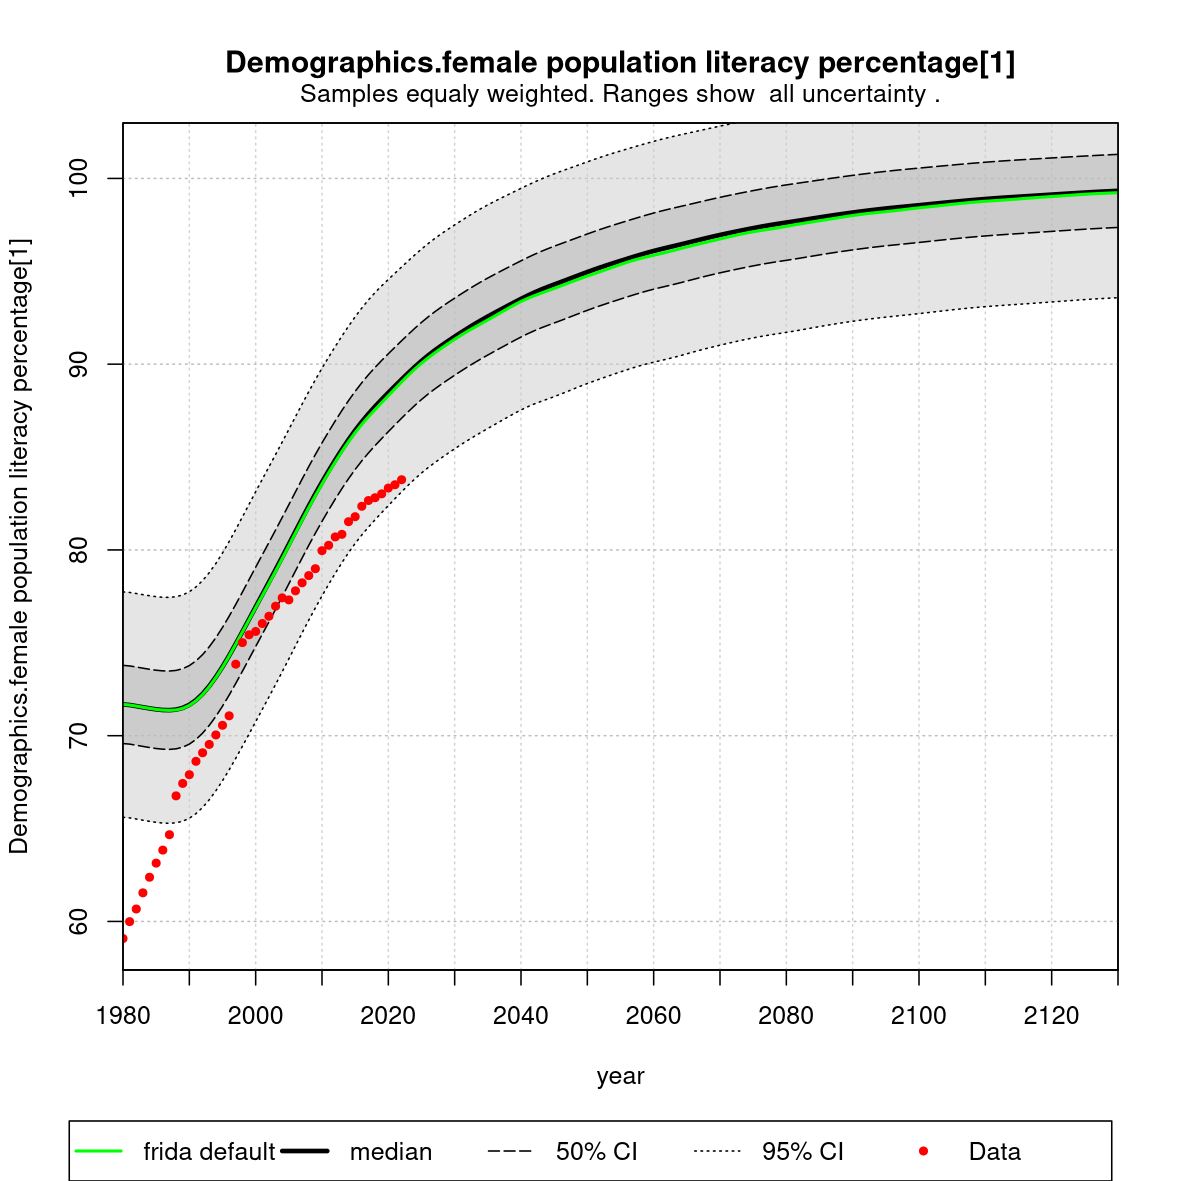 Demographics.female population literacy percentage[1]
Samples equaly weighted. Ranges show  all uncertainty .
Demographics.female population literacy percentage[1]
100
90
80
70
60
1980 2000 2020 2040 2060 2080 2100 2120
year
frida default median 50% CI 95% CI Data